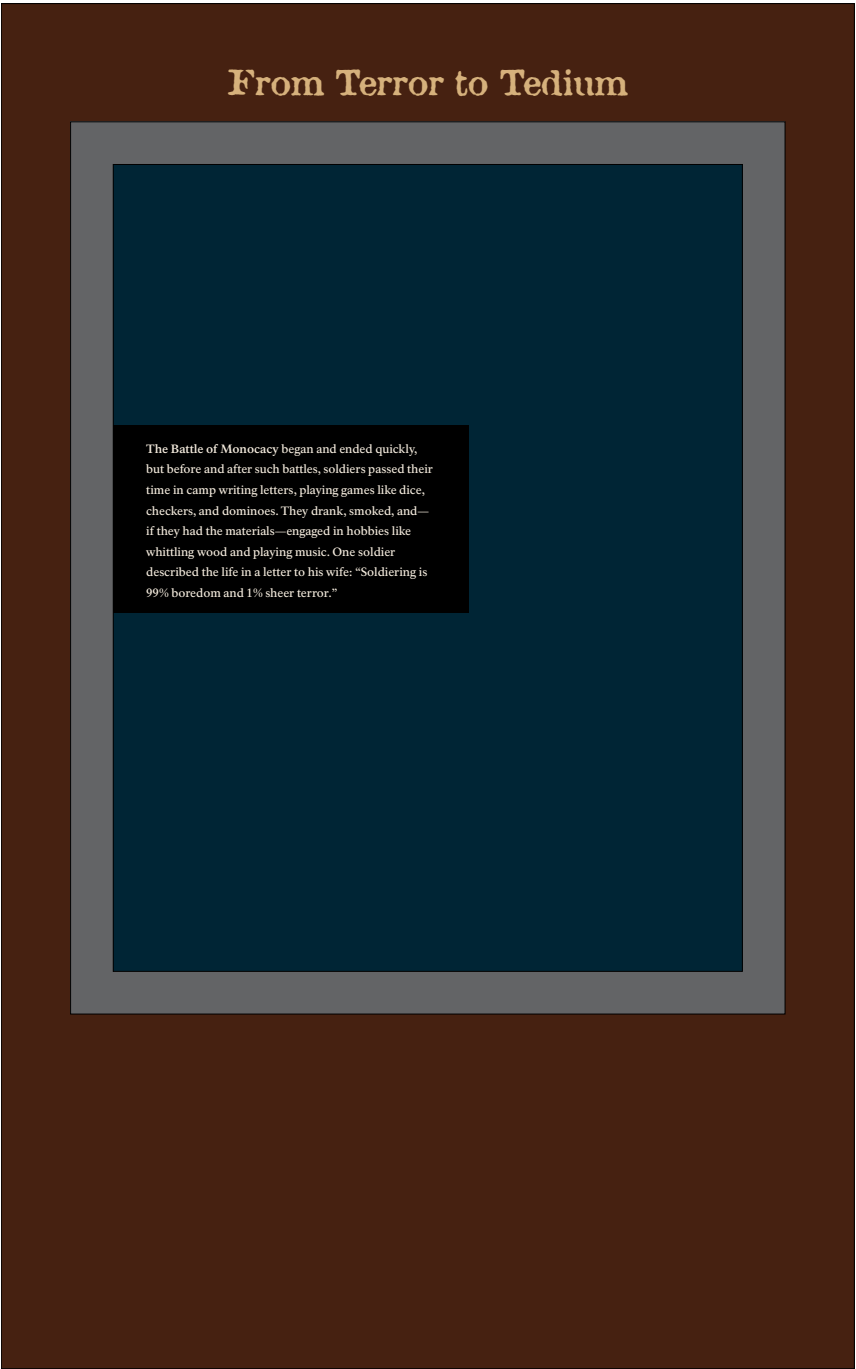 From Terror to Tedium
The Battle of Monocacy began and ended quickly,
but before and after such battles, soldiers passed their
time in camp writing letters, playing games like dice,
checkers, and dominoes. They drank, smoked, and—
if they had the materials—engaged in hobbies like
whittling wood and playing music. One soldier
described the life in a letter to his wife: “Soldiering is
99% boredom and 1% sheer terror.”